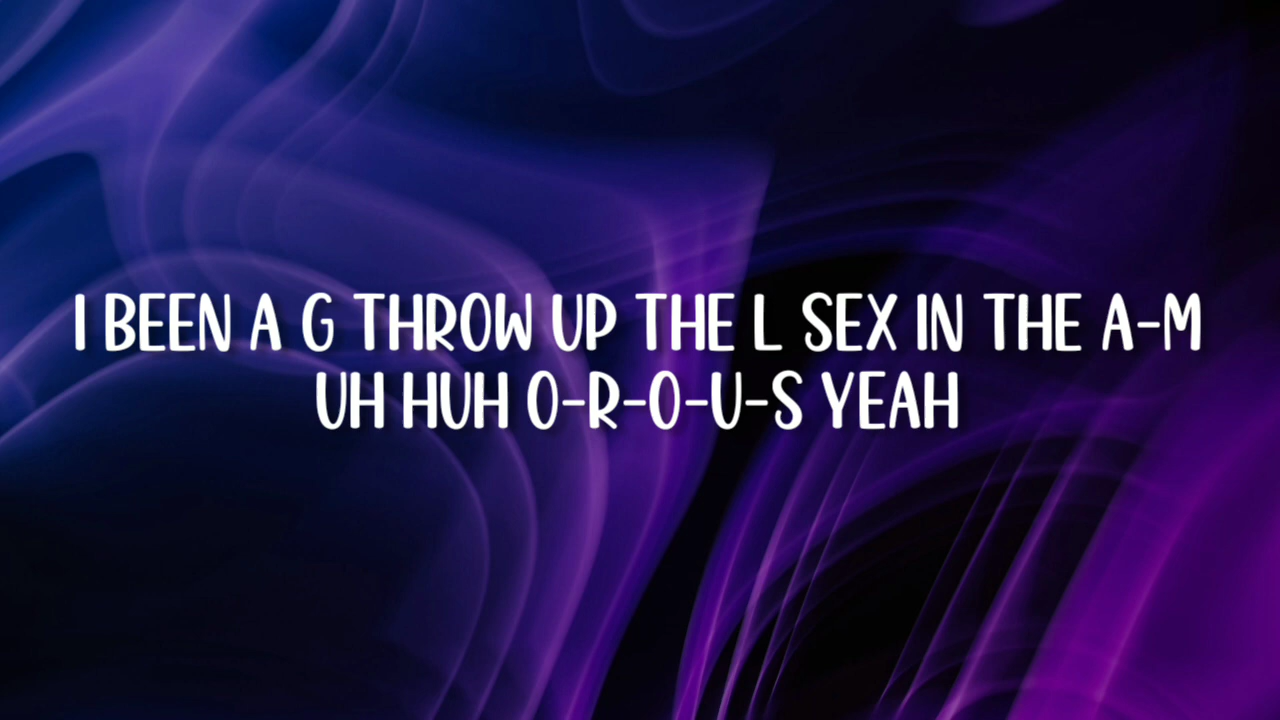 I BEEN A G THROW UP THE L SEX IN THE A-M
UH HUH O-R-O-U-S YEAH